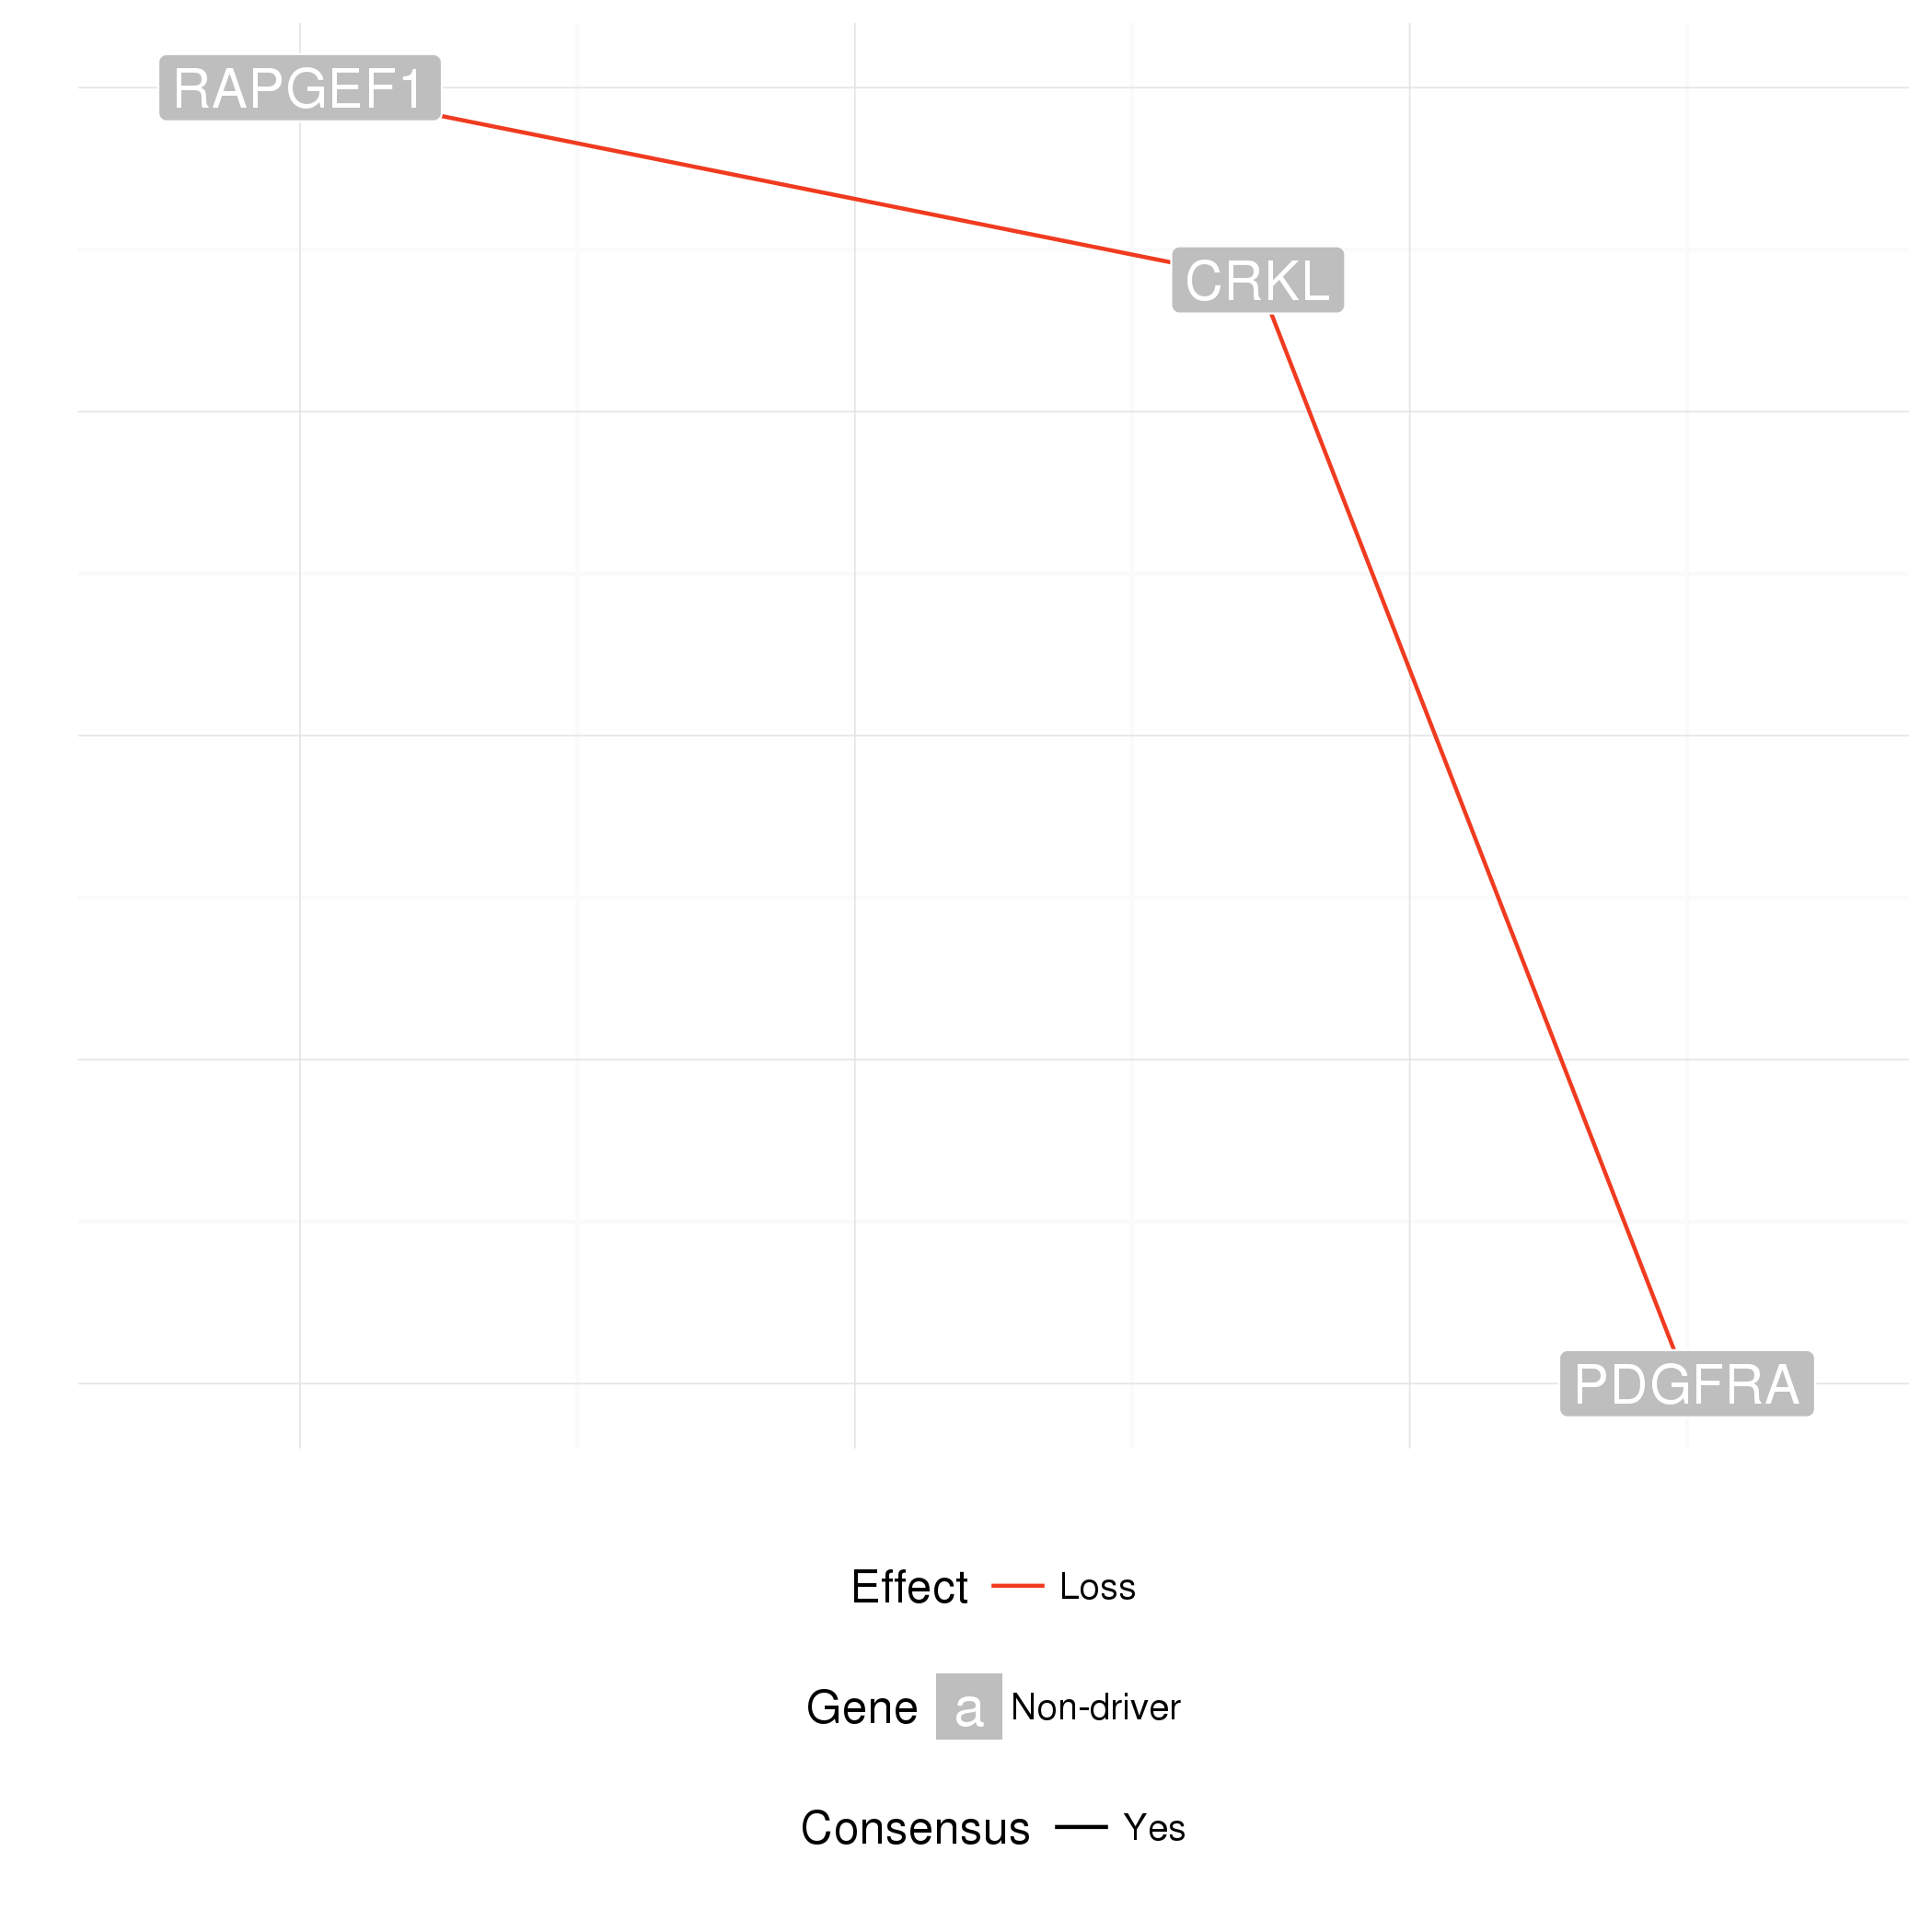 RAPGEF1
CRKL
PDGFRA
Effect Loss
Gene a Non-driver
Consensus Yes